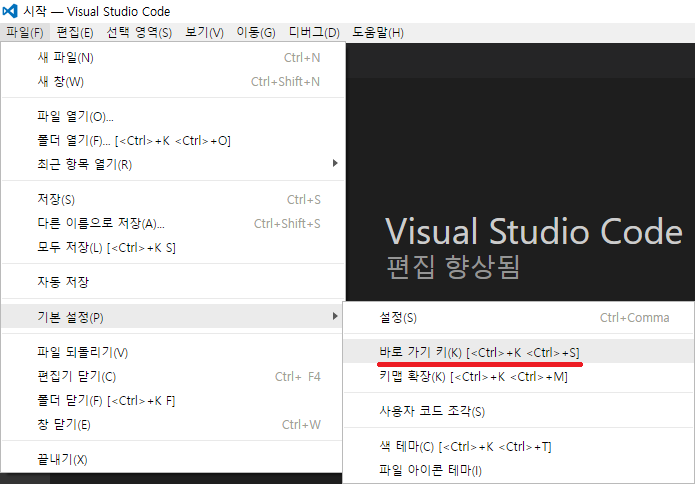 시작 — Visual Studio Code
파일(F) 편집(E) 선택 영역(S) 보기(V) 이동(G) 디버그(D) 도움말(H)
새 파일(N) Ctrl+N
새 창(W) Ctrl+Shift+N
파일 열기(O)...
폴더 열기(F)... [<Ctrl>+K <Ctrl>+O]
최근 항목 열기(R)
저장(S) Ctrl+S
다른 이름으로 저장(A)... Ctrl+Shift+S
모두 저장(L) [<Ctrl>+K S]
자동 저장
기본 설정(P)
파일 되돌리기(V)
편집기 닫기(C) Ctrl+ F4
폴더 닫기(F) [<Ctrl>+K F]
창 닫기(E) Ctrl+W
끝내기(X)
Visual Studio Code
편집 향상됨
설정(S) Ctrl+Comma
바로 가기 키(K) [<Ctrl>+K <Ctrl>+S]
키맵 확장(K) [<Ctrl>+K <Ctrl>+M]
사용자 코드 조각(S)
색 테마(C) [<Ctrl>+K <Ctrl>+T]
파일 아이콘 테마(I)